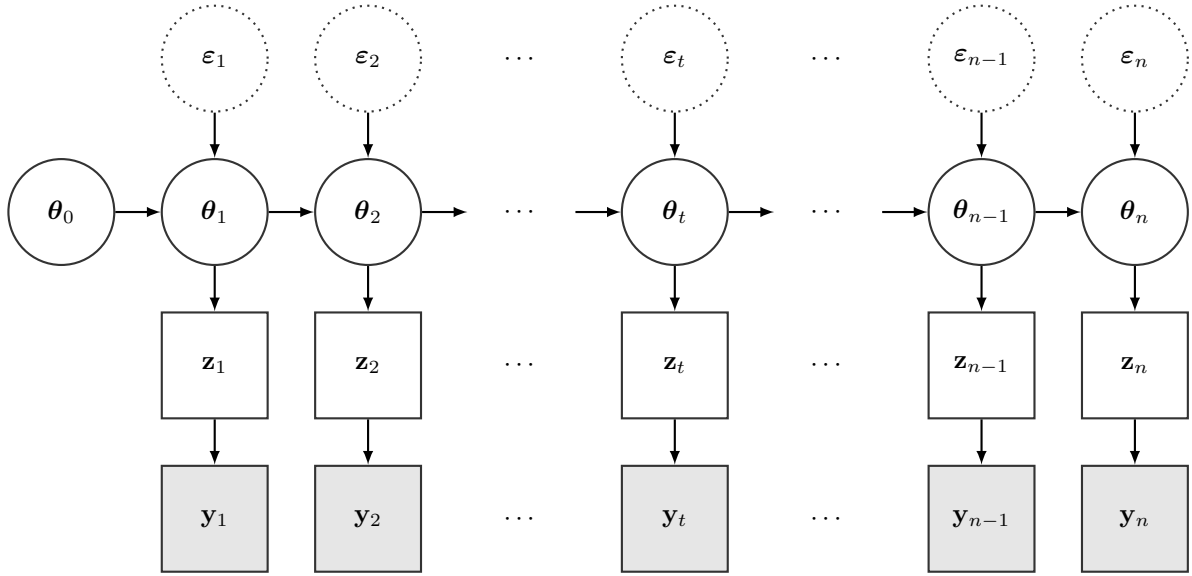 𝜺₁ 𝜺₂ ⋯ 𝜺ₜ ⋯ 𝜺ₙ₋₁ 𝜺ₙ
𝜽₀ 𝜽₁ 𝜽₂ ⋯ 𝜽ₜ ⋯ 𝜽ₙ₋₁ 𝜽ₙ
𝐳₁ 𝐳₂ ⋯ 𝐳ₜ ⋯ 𝐳ₙ₋₁ 𝐳ₙ
𝐲₁ 𝐲₂ ⋯ 𝐲ₜ ⋯ 𝐲ₙ₋₁ 𝐲ₙ